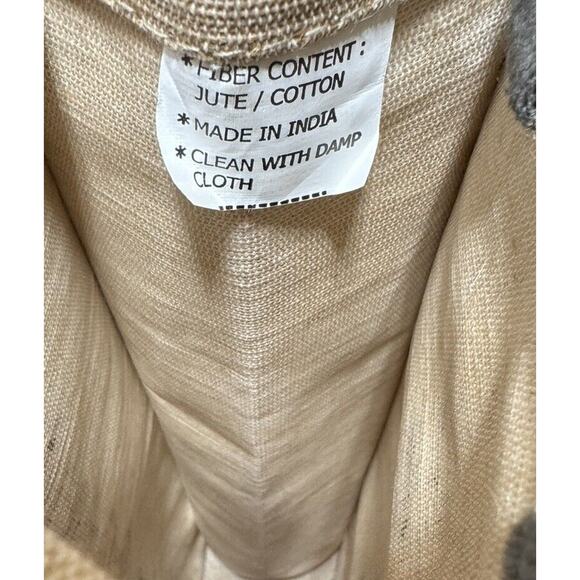 * FIBER CONTENT :
JUTE / COTTON
* MADE IN INDIA
* CLEAN WITH DAMP
CLOTH